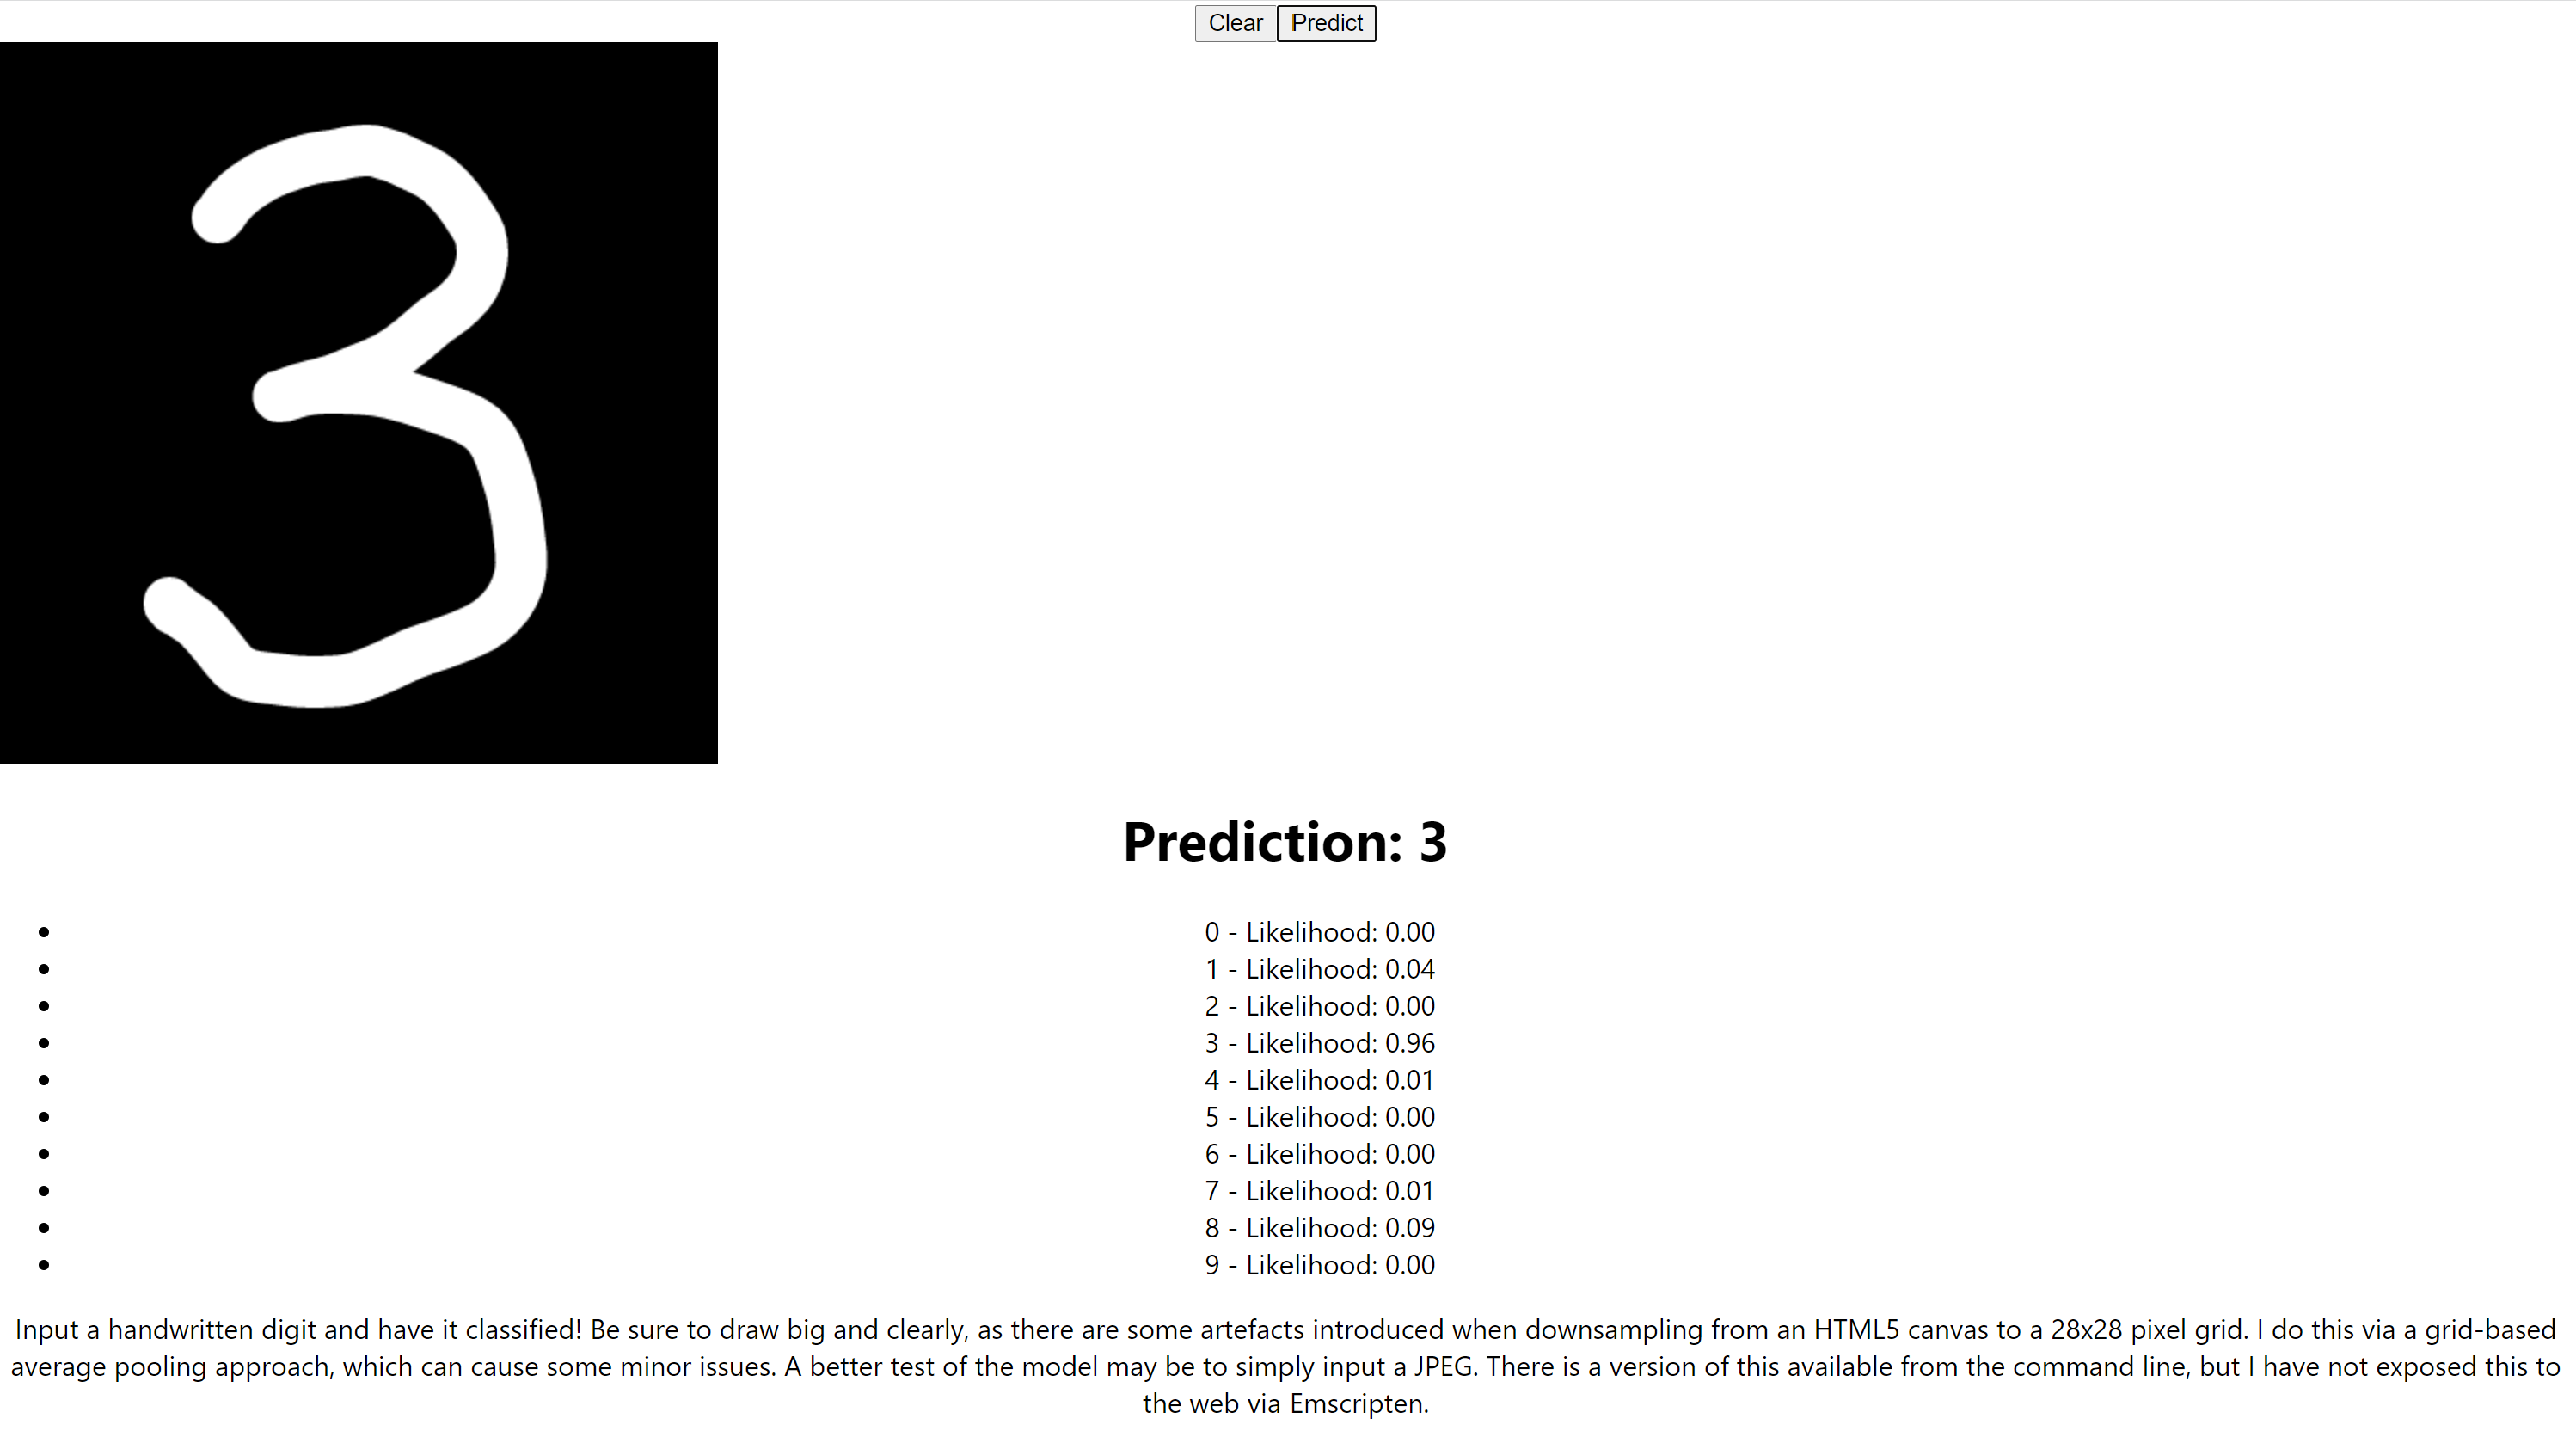 Clear Predict
3
Prediction: 3
0 - Likelihood: 0.00
1 - Likelihood: 0.04
2 - Likelihood: 0.00
3 - Likelihood: 0.96
4 - Likelihood: 0.01
5 - Likelihood: 0.00
6 - Likelihood: 0.00
7 - Likelihood: 0.01
8 - Likelihood: 0.09
9 - Likelihood: 0.00
Input a handwritten digit and have it classified! Be sure to draw big and clearly, as there are some artefacts introduced when downsampling from an HTML5 canvas to a 28x28 pixel grid. I do this via a grid-based
average pooling approach, which can cause some minor issues. A better test of the model may be to simply input a JPEG. There is a version of this available from the command line, but I have not exposed this to
the web via Emscripten.